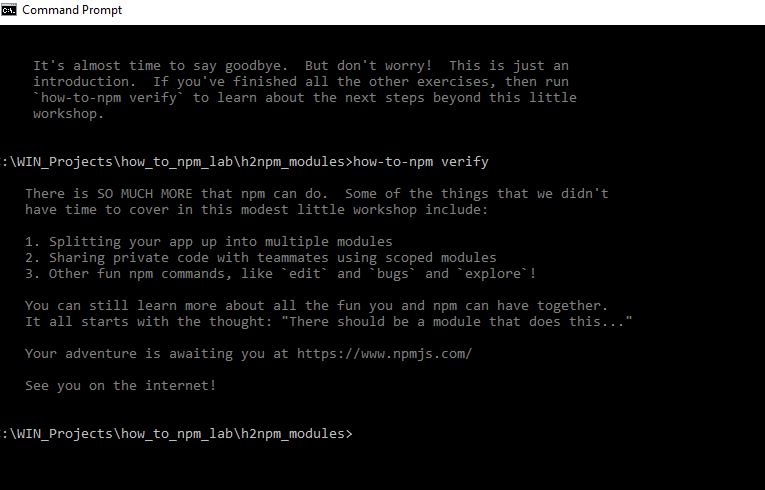 Command Prompt
It's almost time to say goodbye.  But don't worry!  This is just an
introduction.  If you've finished all the other exercises, then run
`how-to-npm verify` to learn about the next steps beyond this little
workshop.
:\WIN_Projects\how_to_npm_lab\h2npm_modules>how-to-npm verify
There is SO MUCH MORE that npm can do.  Some of the things that we didn't
have time to cover in this modest little workshop include:
1. Splitting your app up into multiple modules
2. Sharing private code with teammates using scoped modules
3. Other fun npm commands, like `edit` and `bugs` and `explore`!
You can still learn more about all the fun you and npm can have together.
It all starts with the thought: "There should be a module that does this..."
Your adventure is awaiting you at https://www.npmjs.com/
See you on the internet!
:\WIN_Projects\how_to_npm_lab\h2npm_modules>